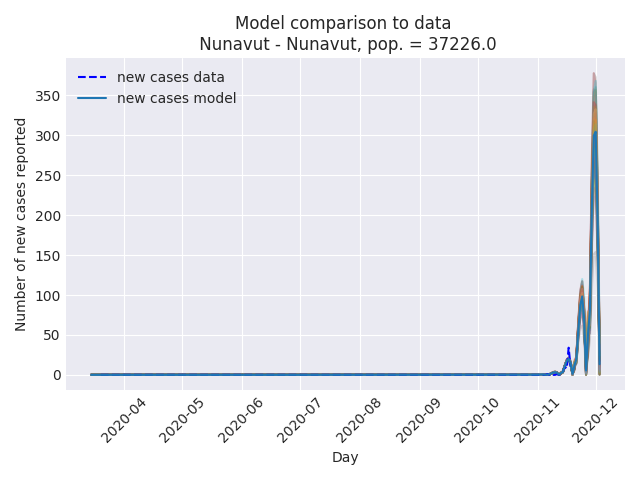 Model comparison to data
Nunavut - Nunavut, pop. = 37226.0
new cases data
new cases model
Number of new cases reported
350
300
250
200
150
100
50
0
2020-04
2020-05
2020-06
2020-07
2020-08
2020-09
2020-10
2020-11
2020-12
Day